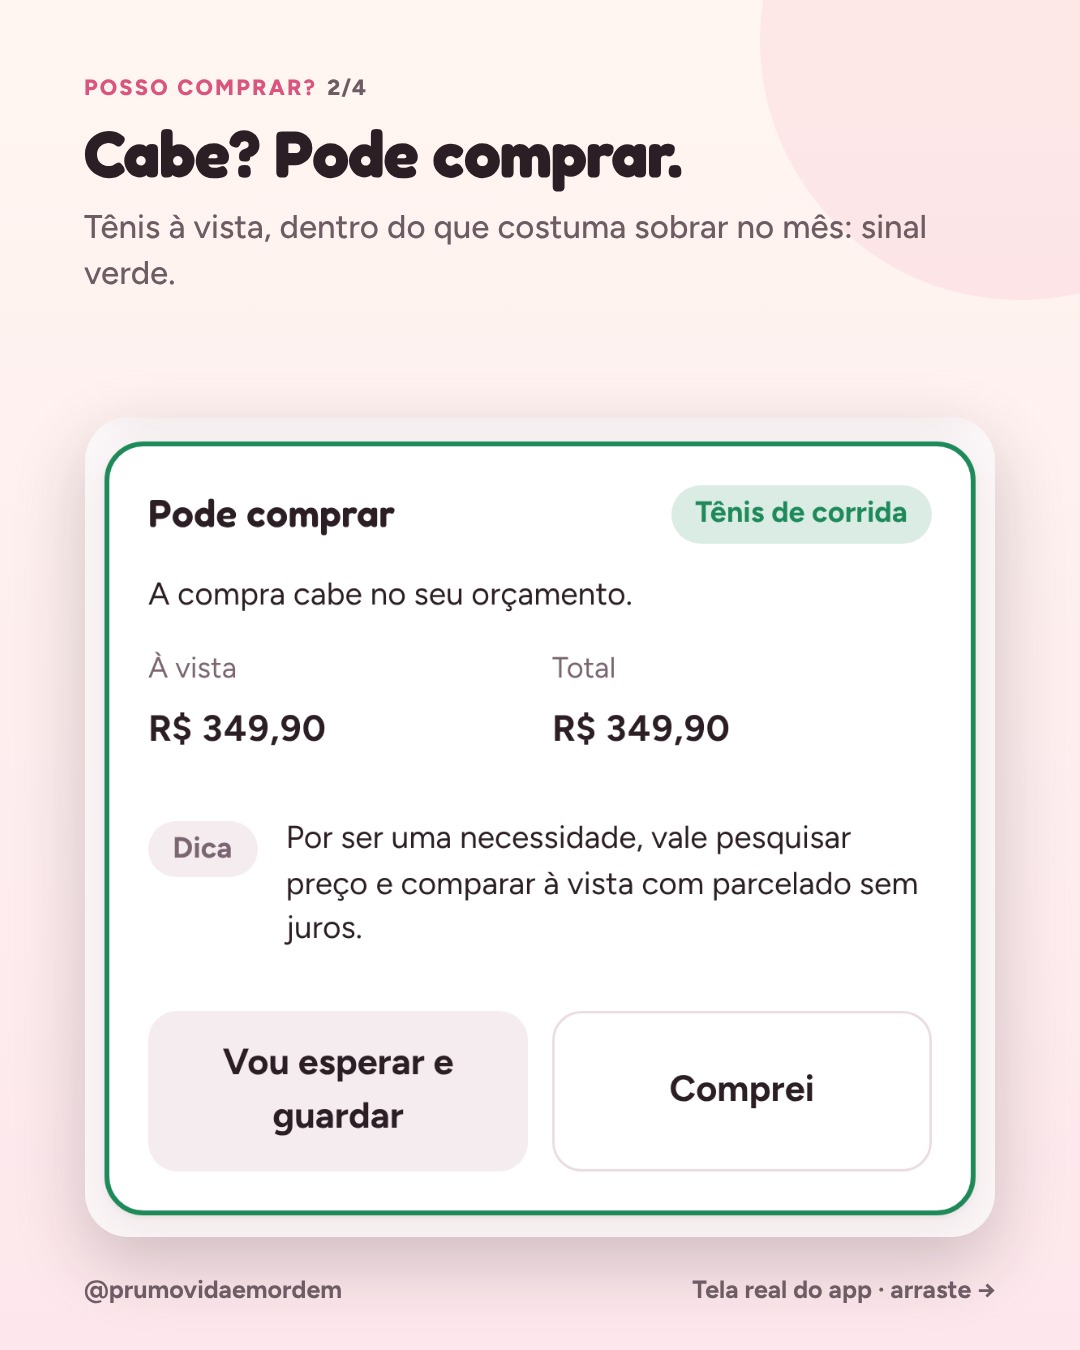 POSSO COMPRAR? 2/4
Cabe? Pode comprar.
Tênis à vista, dentro do que costuma sobrar no mês: sinal
verde.
Pode comprar
Tênis de corrida
A compra cabe no seu orçamento.
À vista
Total
R$ 349,90
R$ 349,90
Dica
Por ser uma necessidade, vale pesquisar
preço e comparar à vista com parcelado sem
juros.
Vou esperar e
guardar
Comprei
@prumovidaemordem
Tela real do app · arraste →